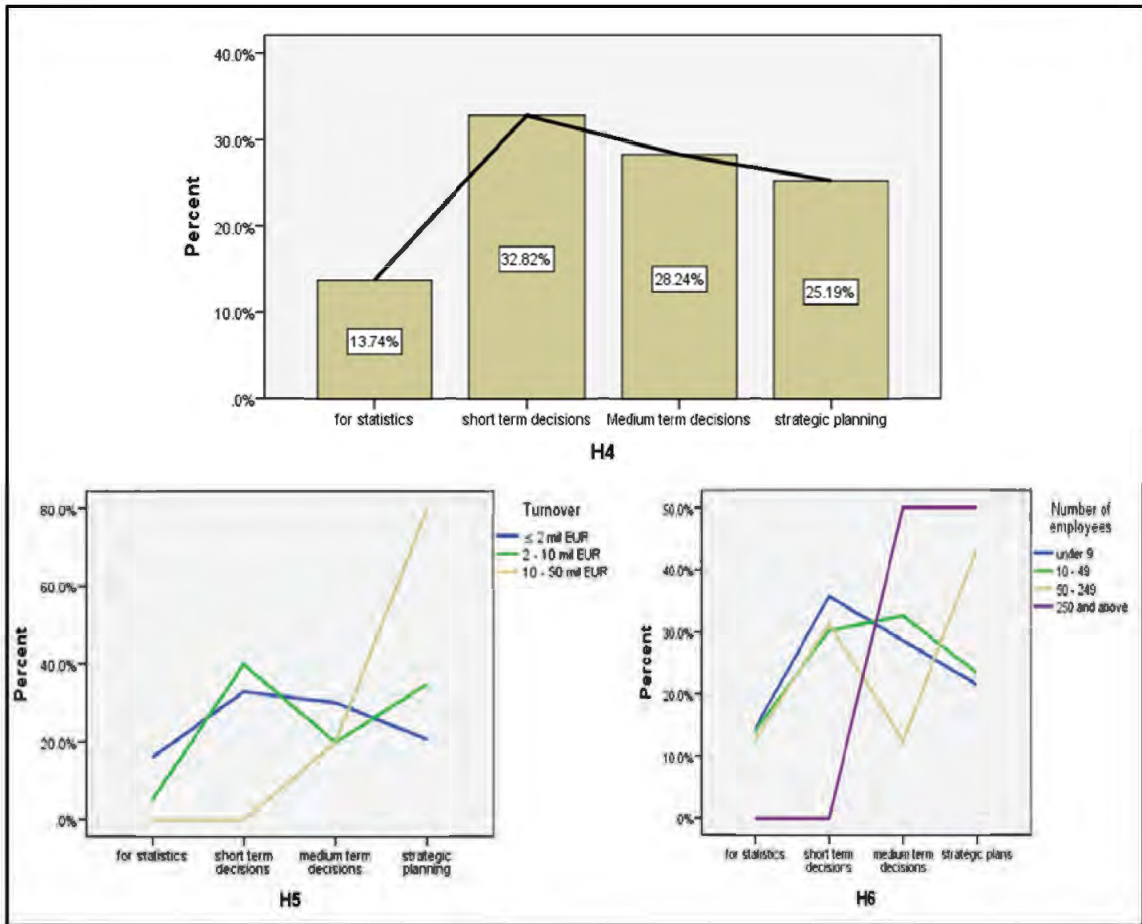 40.0%
30.0%
20.0%
10.0%
.0%
Percent
13.74%
32.82%
28.24%
25.19%
for statistics
short term decisions
Medium term decisions
strategic planning
H4
80.0%
60.0%
40.0%
20.0%
.0%
Percent
for statistics
short term
decisions
medium term
decisions
strategic
planning
H5
Turnover
≤ 2 mil EUR
2 - 10 mil EUR
10 - 50 mil EUR
50.0%
40.0%
30.0%
20.0%
10.0%
.0%
Percent
for statistics
short term
decisions
medium term
decisions
strategic plans
H6
Number of
employees
under 9
10 - 49
50 - 249
250 and above